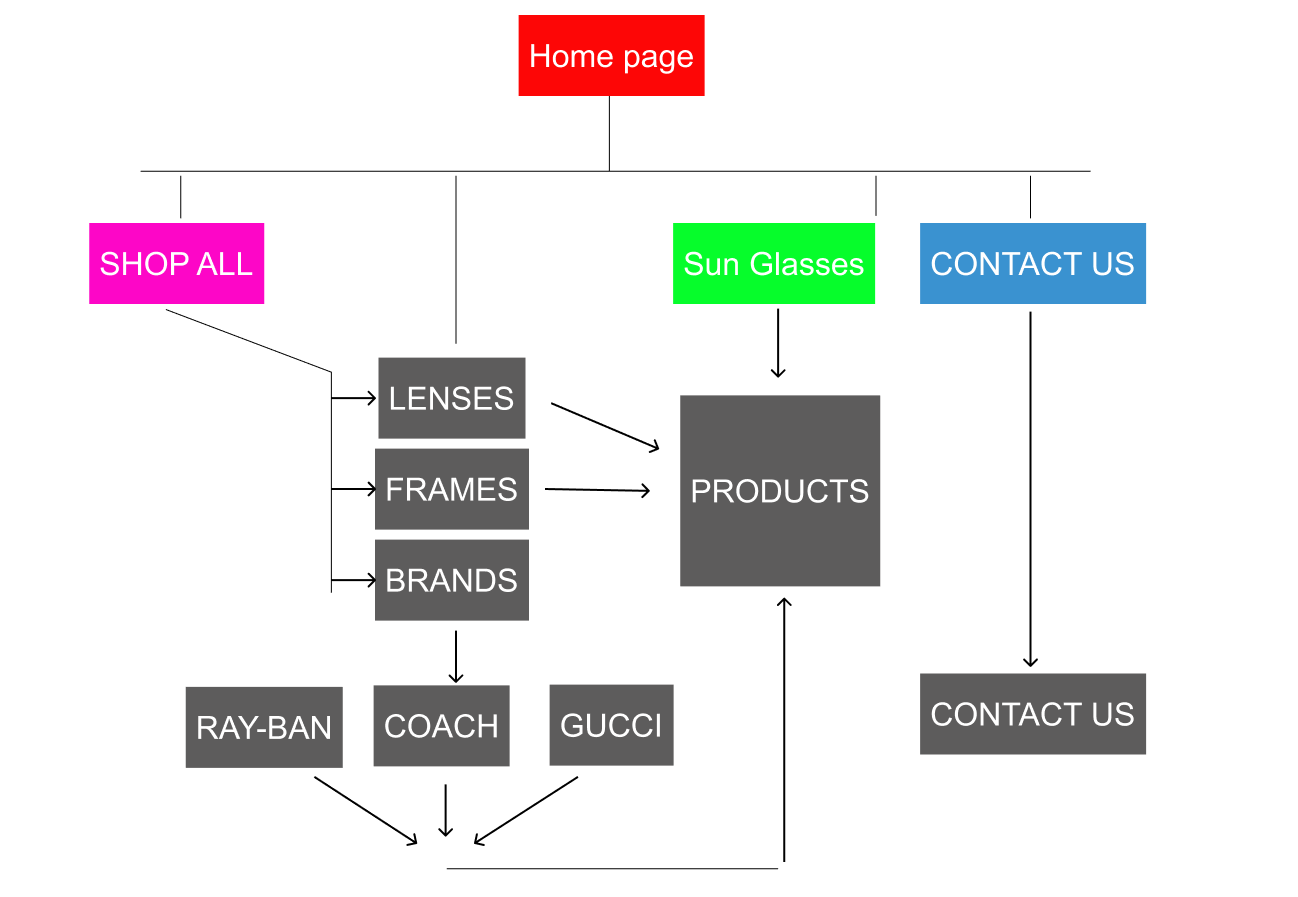 Home page
SHOP ALL
Sun Glasses
CONTACT US
LENSES
FRAMES
BRANDS
PRODUCTS
RAY-BAN
COACH
GUCCI
CONTACT US